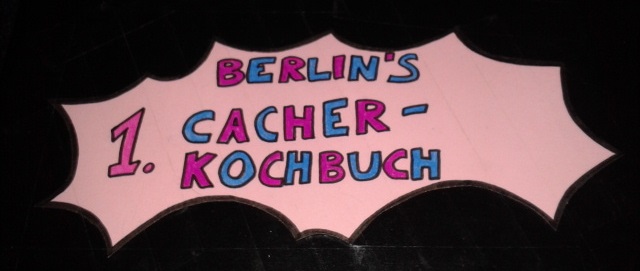 BERLIN'S
1. CACHER-
KOCHBUCH